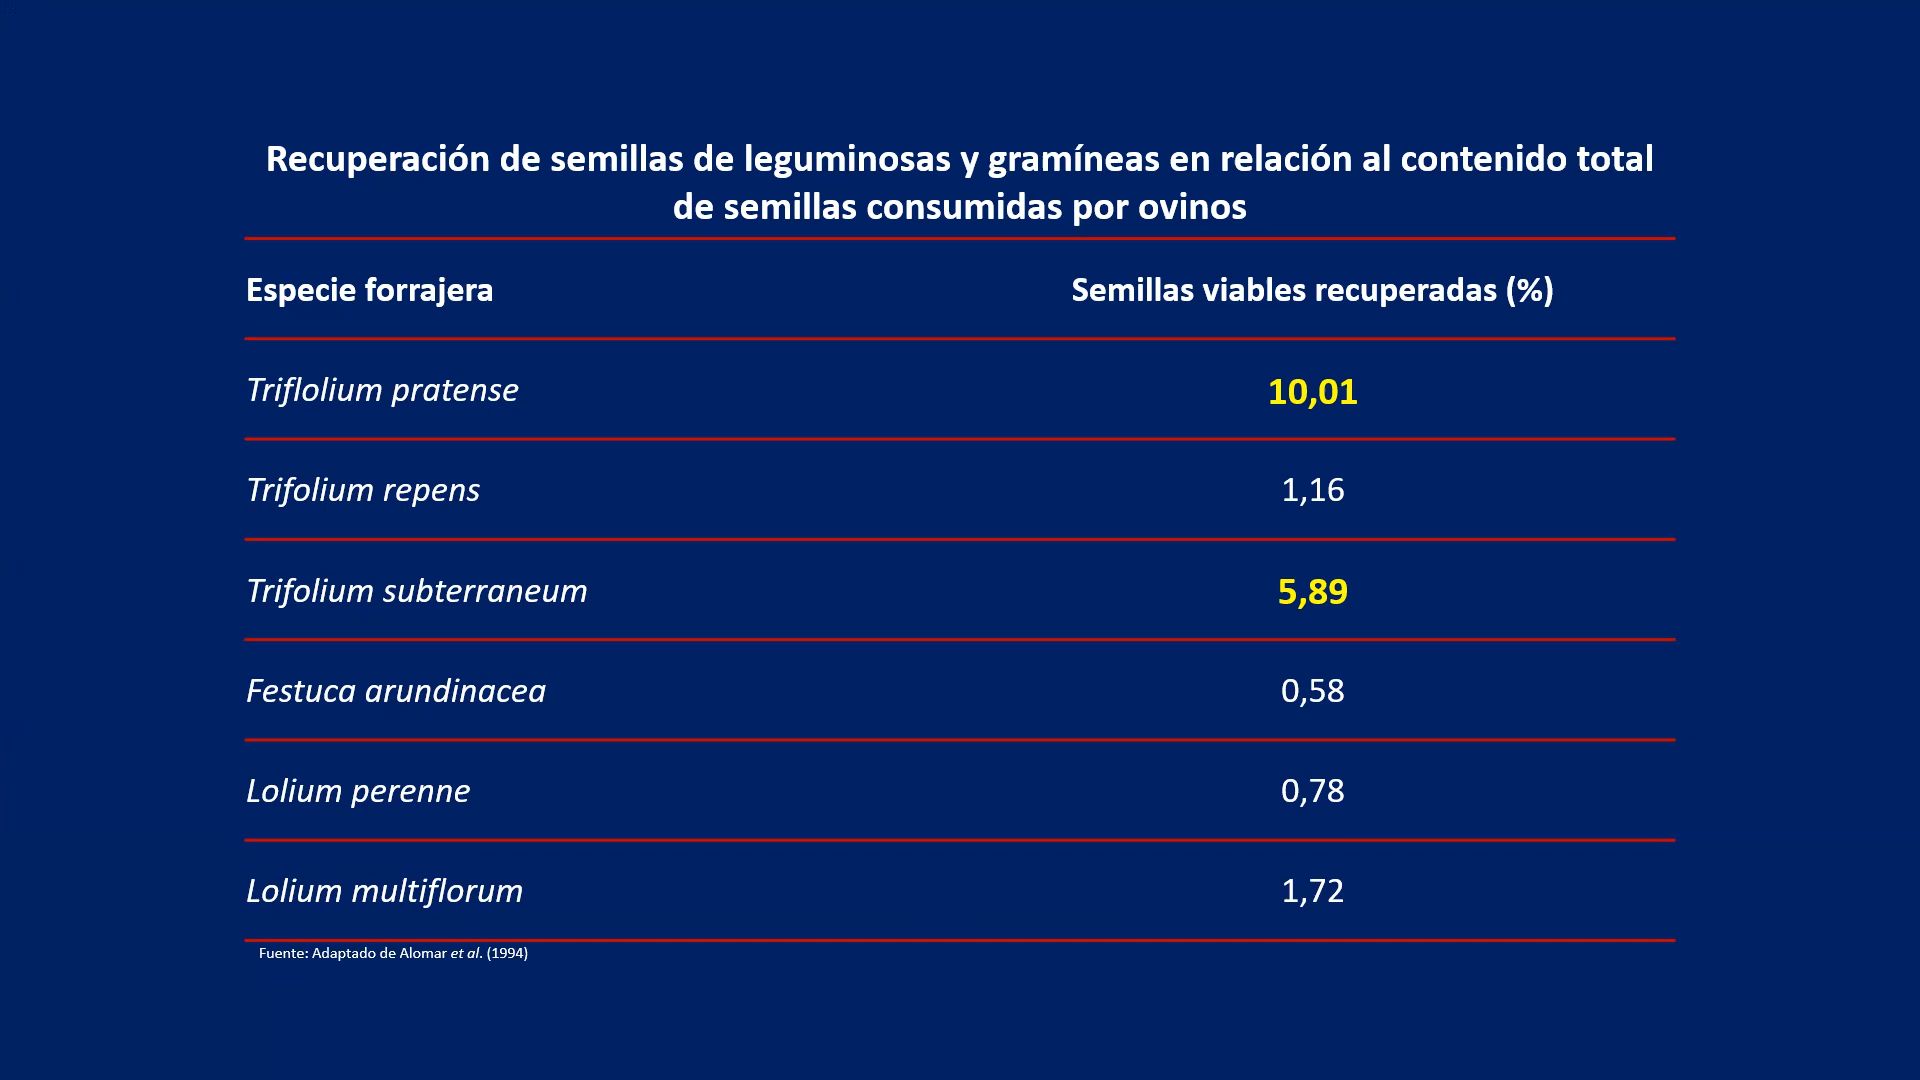 Recuperación de semillas de leguminosas y gramíneas en relación al contenido total
de semillas consumidas por ovinos
Especie forrajera Semillas viables recuperadas (%)
Triflolium pratense 10,01
Trifolium repens 1,16
Trifolium subterraneum 5,89
Festuca arundinacea 0,58
Lolium perenne 0,78
Lolium multiflorum 1,72
Fuente: Adaptado de Alomar et al. (1994)